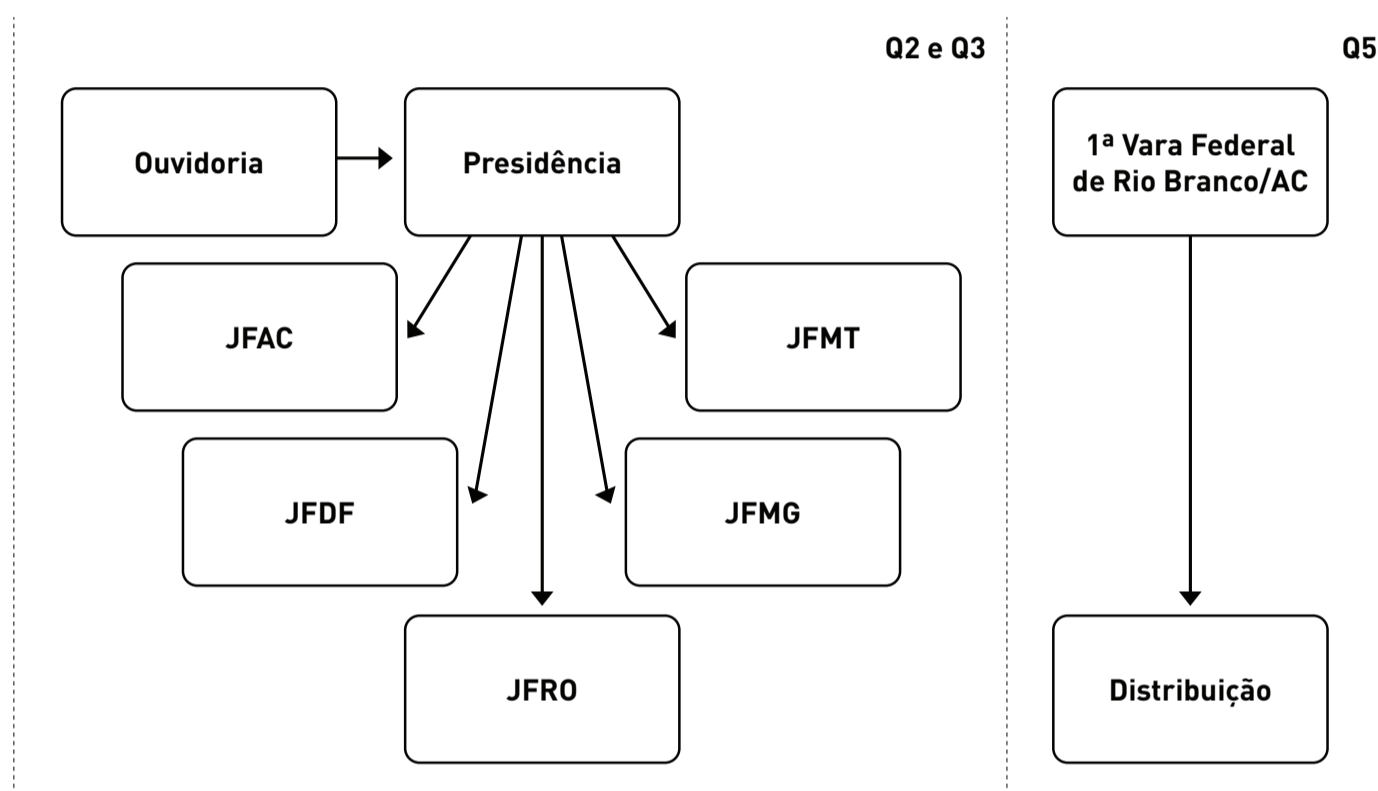 Q2 e Q3
Ouvidoria
Presidência
JFAC
JFMT
JFDF
JFMG
JFRO
Q5
1ª Vara Federal
de Rio Branco/AC
Distribuição